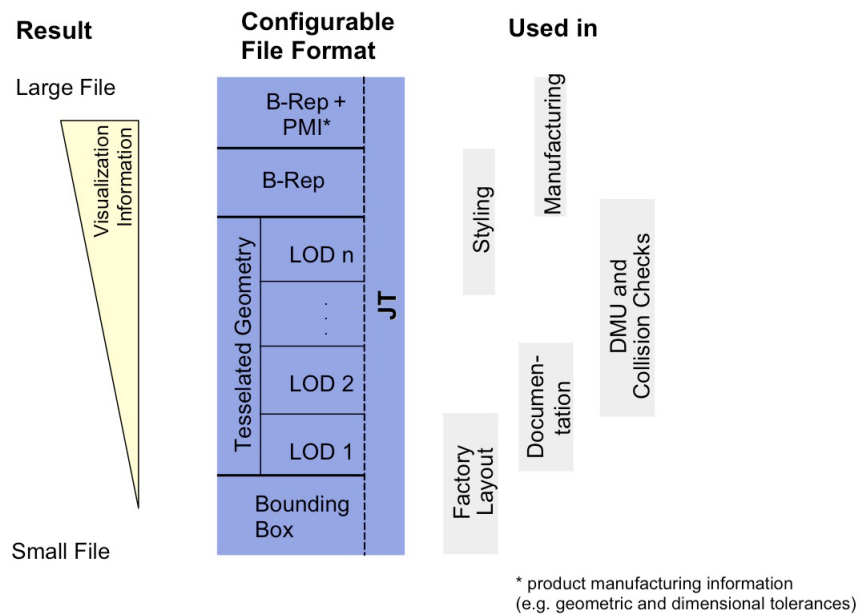 Result
Configurable
File Format
Used in
Large File
Visualization
Information
B-Rep +
PMI*
B-Rep
Tesselated Geometry
LOD n
.
.
.
LOD 2
LOD 1
Bounding
Box
JT
Manufacturing
Styling
DMU and
Collision Checks
Documen-
tation
Factory
Layout
Small File
* product manufacturing information
(e.g. geometric and dimensional tolerances)